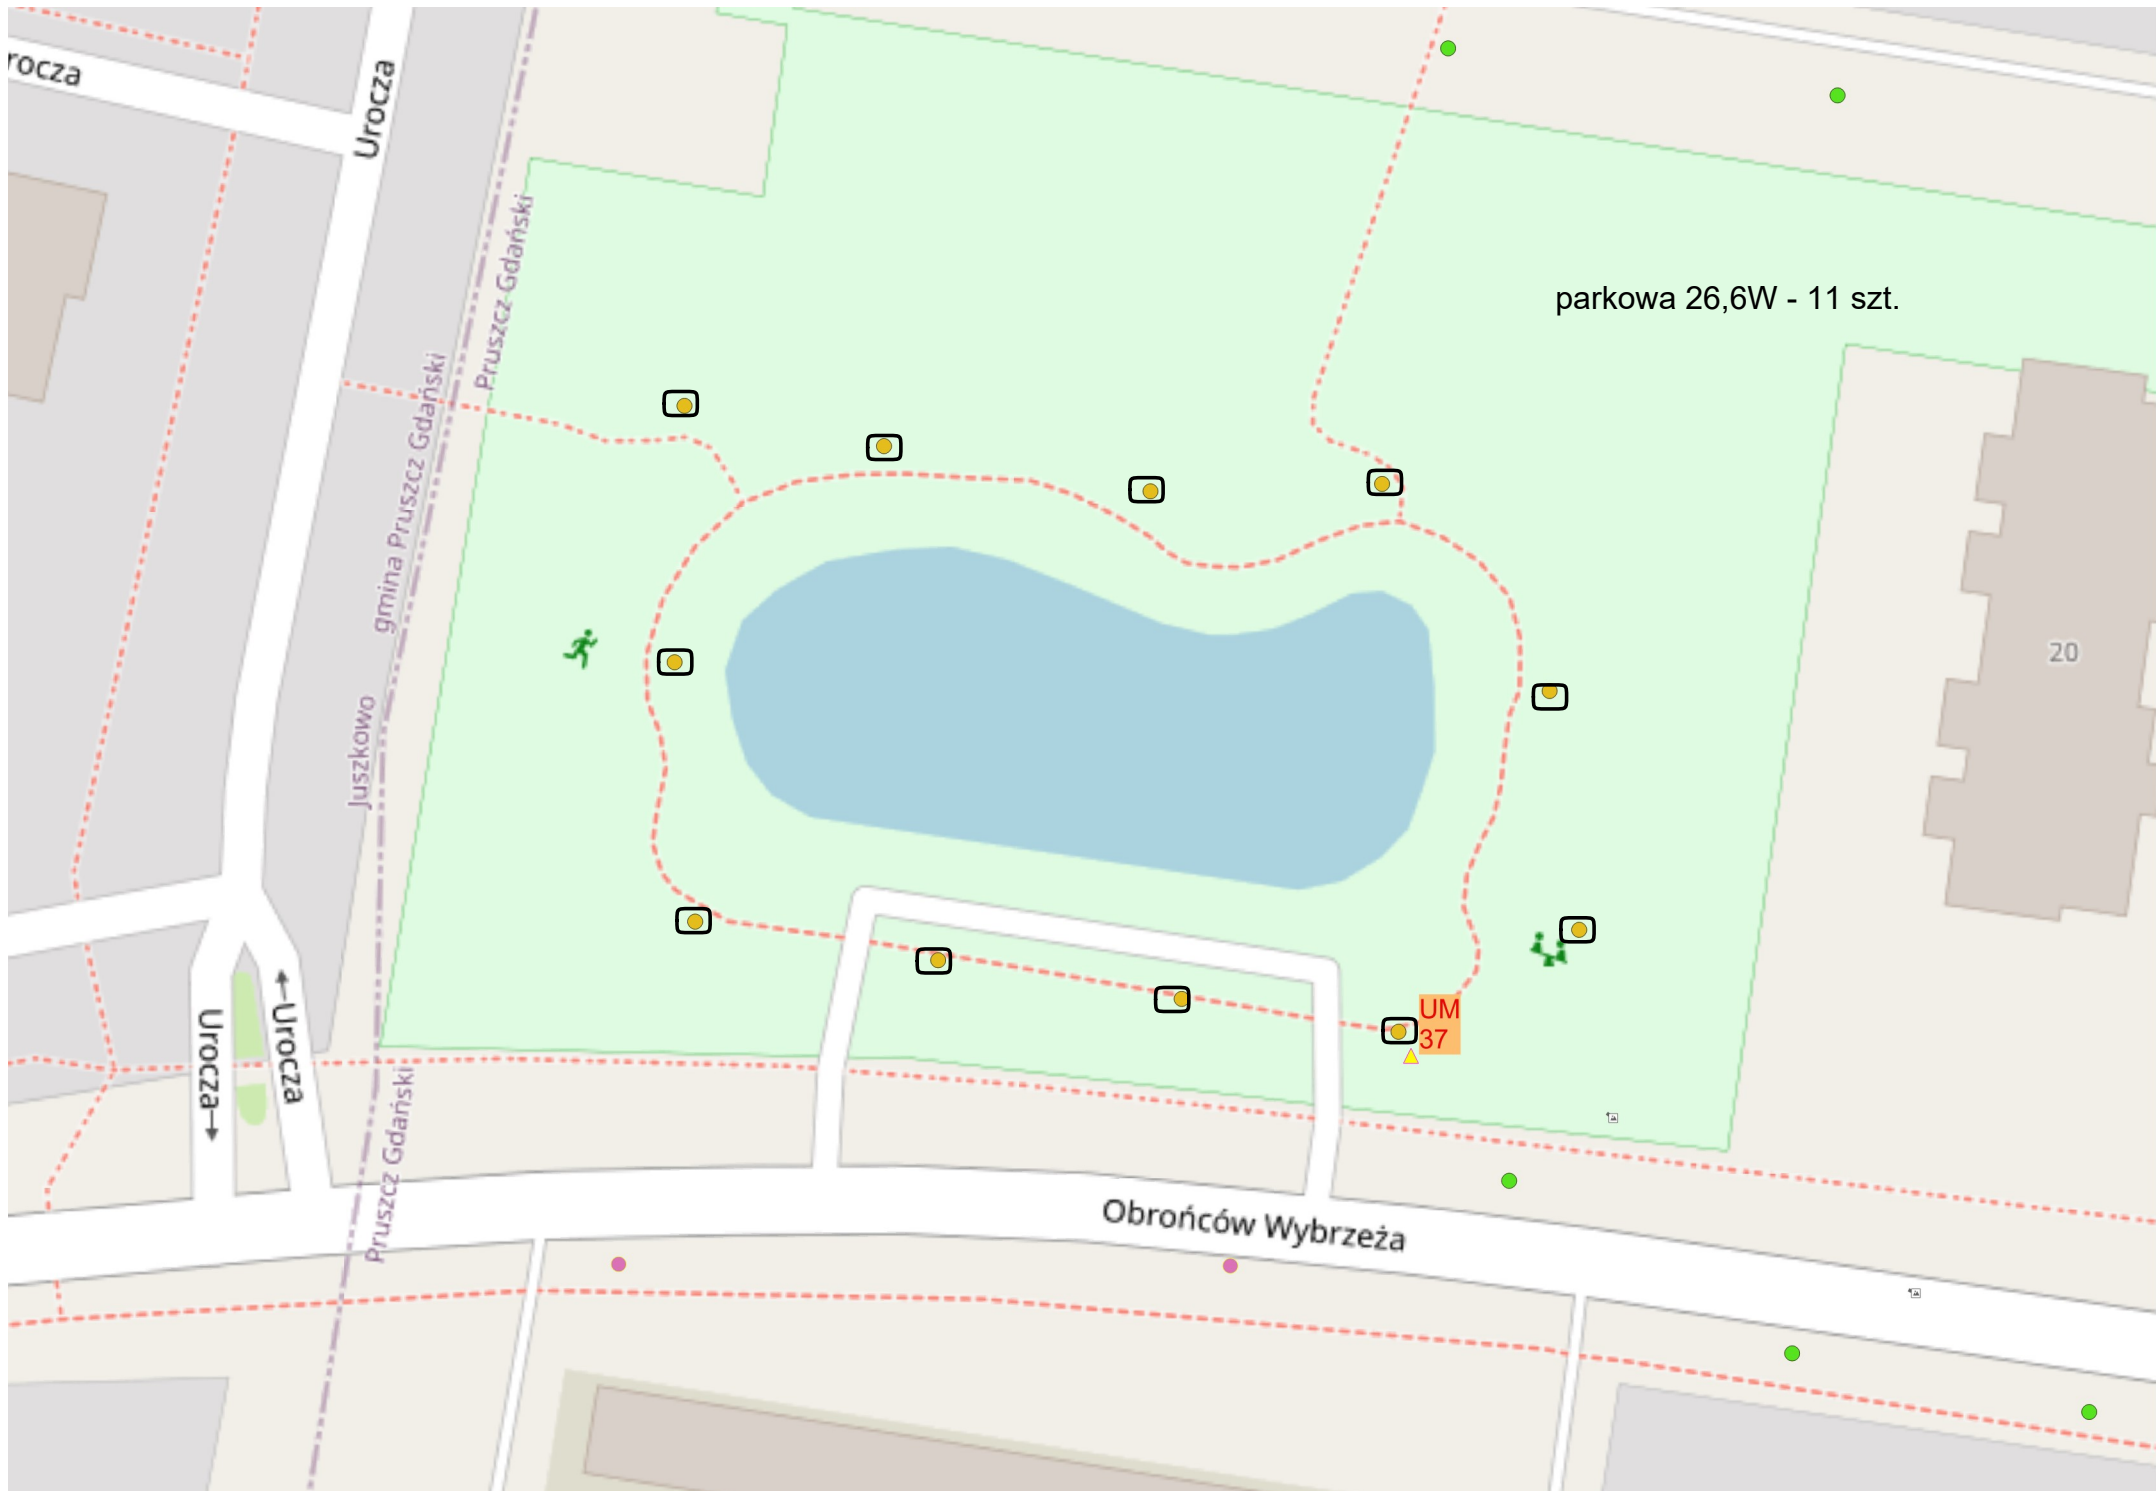 rocza
Urocza
Pruszcz Gdański
gmina Pruszcz Gdański
parkowa 26,6W - 11 szt.
20
Juszkowo
UM
37
←Urocza
Urocza→
Pruszcz Gdański
Obrońców Wybrzeża